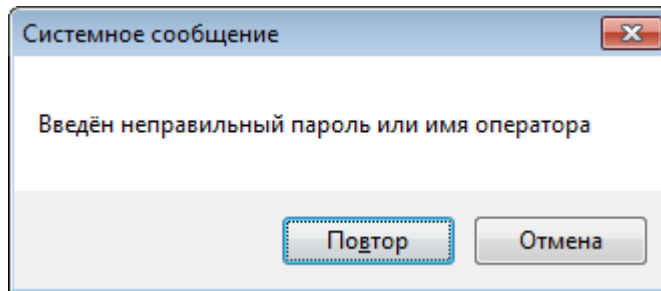 Системное сообщение
Введён неправильный пароль или имя оператора
Повтор
Отмена